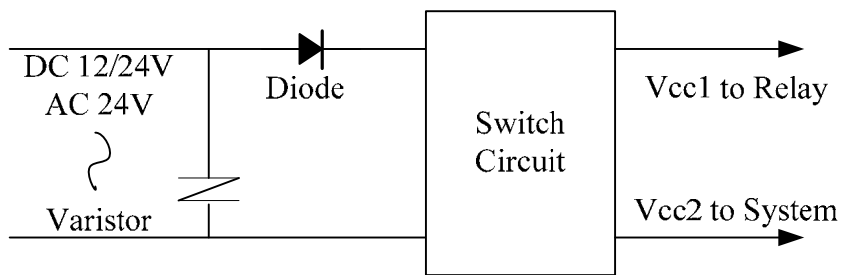 DC 12/24V
AC 24V
Varistor
Diode
Switch
Circuit
Vcc1 to Relay
Vcc2 to System